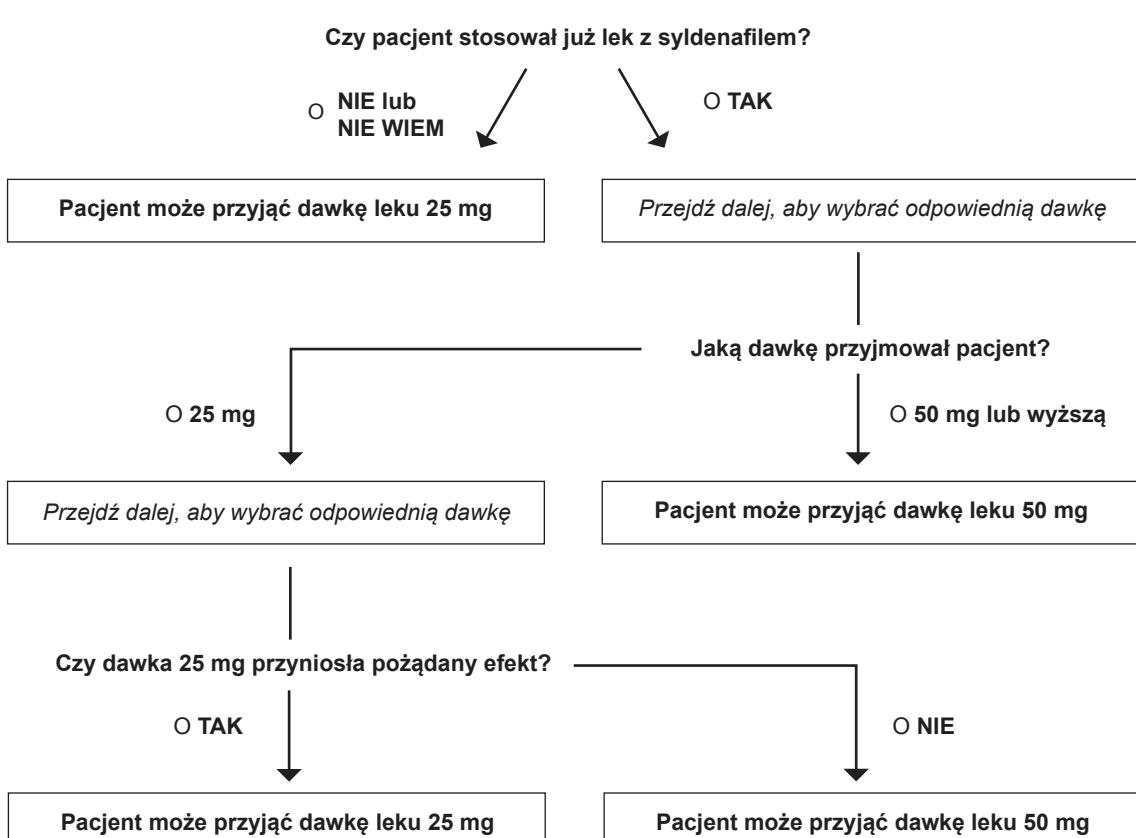 Czy pacjent stosował już lek z syldenafilem?
O NIE lub
NIE WIEM
O TAK
Pacjent może przyjąć dawkę leku 25 mg
Przejdź dalej, aby wybrać odpowiednią dawkę
Jaką dawkę przyjmował pacjent?
O 25 mg
O 50 mg lub wyższą
Przejdź dalej, aby wybrać odpowiednią dawkę
Pacjent może przyjąć dawkę leku 50 mg
Czy dawka 25 mg przyniosła pożądany efekt?
O TAK
O NIE
Pacjent może przyjąć dawkę leku 25 mg
Pacjent może przyjąć dawkę leku 50 mg